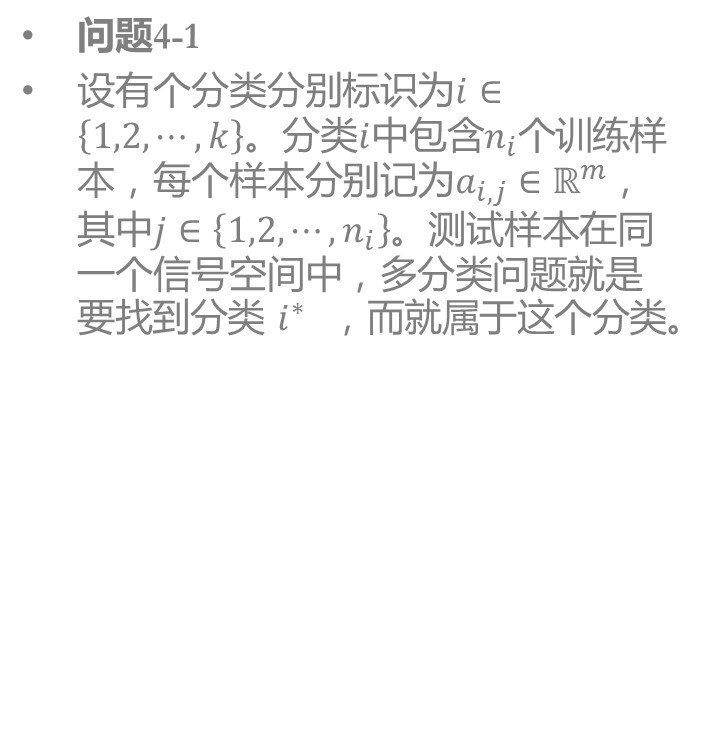 • 问题4-1
• 设有个分类分别标识为i ∈
{1,2,⋯,k}。分类i中包含nᵢ个训练样
本，每个样本分别记为a_{i,j} ∈ ℝᵐ，
其中j ∈ {1,2,⋯,nᵢ}。测试样本在同
一个信号空间中，多分类问题就是
要找到分类 i* ，而就属于这个分类。